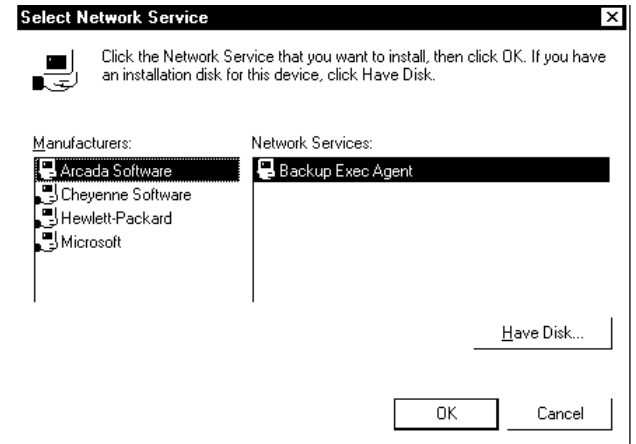 Select Network Service
Click the Network Service that you want to install, then click OK. If you have
an installation disk for this device, click Have Disk.
Manufacturers:
Network Services:
Arcada Software
Backup Exec Agent
Cheyenne Software
Hewlett-Packard
Microsoft
Have Disk...
OK
Cancel